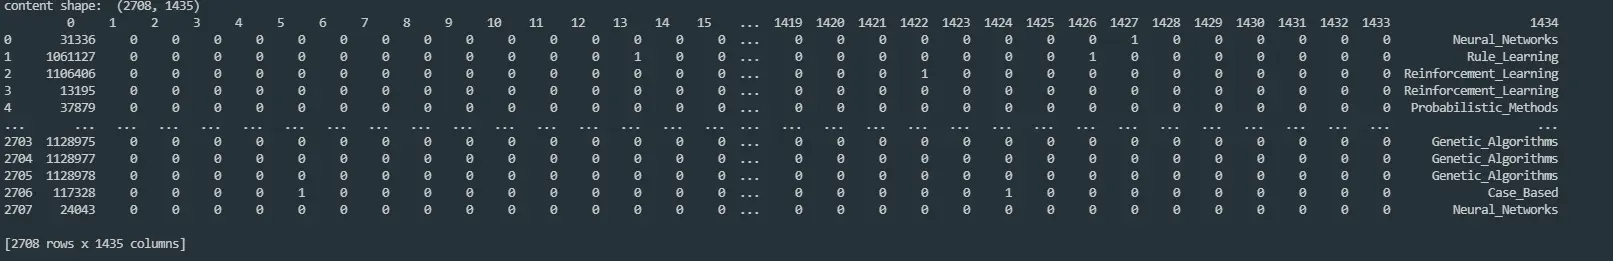 content shape:  (2708, 1435)
0 1 2 3 4 5 6 7 8 9 10 11 12 13 14 15 ... 1419 1420 1421 1422 1423 1424 1425 1426 1427 1428 1429 1430 1431 1432 1433 1434
0 31336 0 0 0 0 0 0 0 0 0 0 0 0 0 0 0 ... 0 0 0 0 0 0 0 0 1 0 0 0 0 0 0 Neural_Networks
1 1061127 0 0 0 0 0 0 0 0 0 0 0 0 1 0 0 ... 0 0 0 0 0 0 0 1 0 0 0 0 0 0 0 Rule_Learning
2 1106406 0 0 0 0 0 0 0 0 0 0 0 0 0 0 0 ... 0 0 0 1 0 0 0 0 0 0 0 0 0 0 0 Reinforcement_Learning
3 13195 0 0 0 0 0 0 0 0 0 0 0 0 0 0 0 ... 0 0 0 0 0 0 0 0 0 0 0 0 0 0 0 Reinforcement_Learning
4 37879 0 0 0 0 0 0 0 0 0 0 0 0 0 0 0 ... 0 0 0 0 0 0 0 0 0 0 0 0 0 0 0 Probabilistic_Methods
... ... ... ... ... ... ... ... ... ... ... ... ... ... ... ... ... ... ... ... ... ... ... ... ... ... ... ... ... ... ... ... ... ...
2703 1128975 0 0 0 0 0 0 0 0 0 0 0 0 0 0 0 ... 0 0 0 0 0 0 0 0 0 0 0 0 0 0 0 Genetic_Algorithms
2704 1128977 0 0 0 0 0 0 0 0 0 0 0 0 0 0 0 ... 0 0 0 0 0 0 0 0 0 0 0 0 0 0 0 Genetic_Algorithms
2705 1128978 0 0 0 0 0 0 0 0 0 0 0 0 0 0 0 ... 0 0 0 0 0 0 0 0 0 0 0 0 0 0 0 Genetic_Algorithms
2706 117328 0 0 0 0 1 0 0 0 0 0 0 0 0 0 0 ... 0 0 0 0 0 1 0 0 0 0 0 0 0 0 0 Case_Based
2707 24043 0 0 0 0 0 0 0 0 0 0 0 0 0 0 0 ... 0 0 0 0 0 0 0 0 0 0 0 0 0 0 0 Neural_Networks
[2708 rows x 1435 columns]